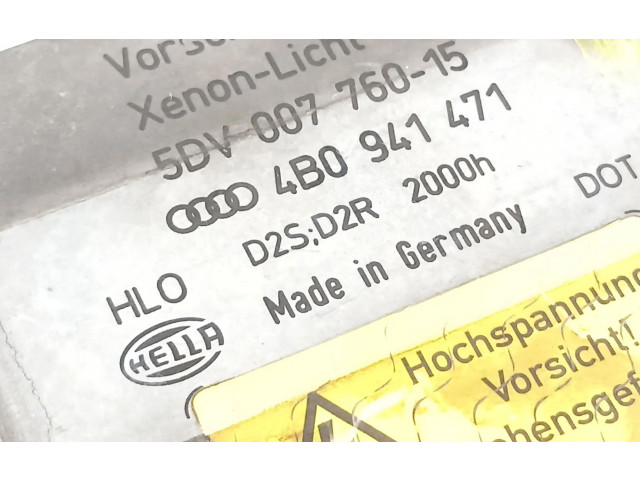 Xenon-Licht
5DV 007 760-15
4B0 941 471
D2S;D2R 2000h
DOT
HLO
Made in Germany
HELLA
Hochspannung
Vorsicht!